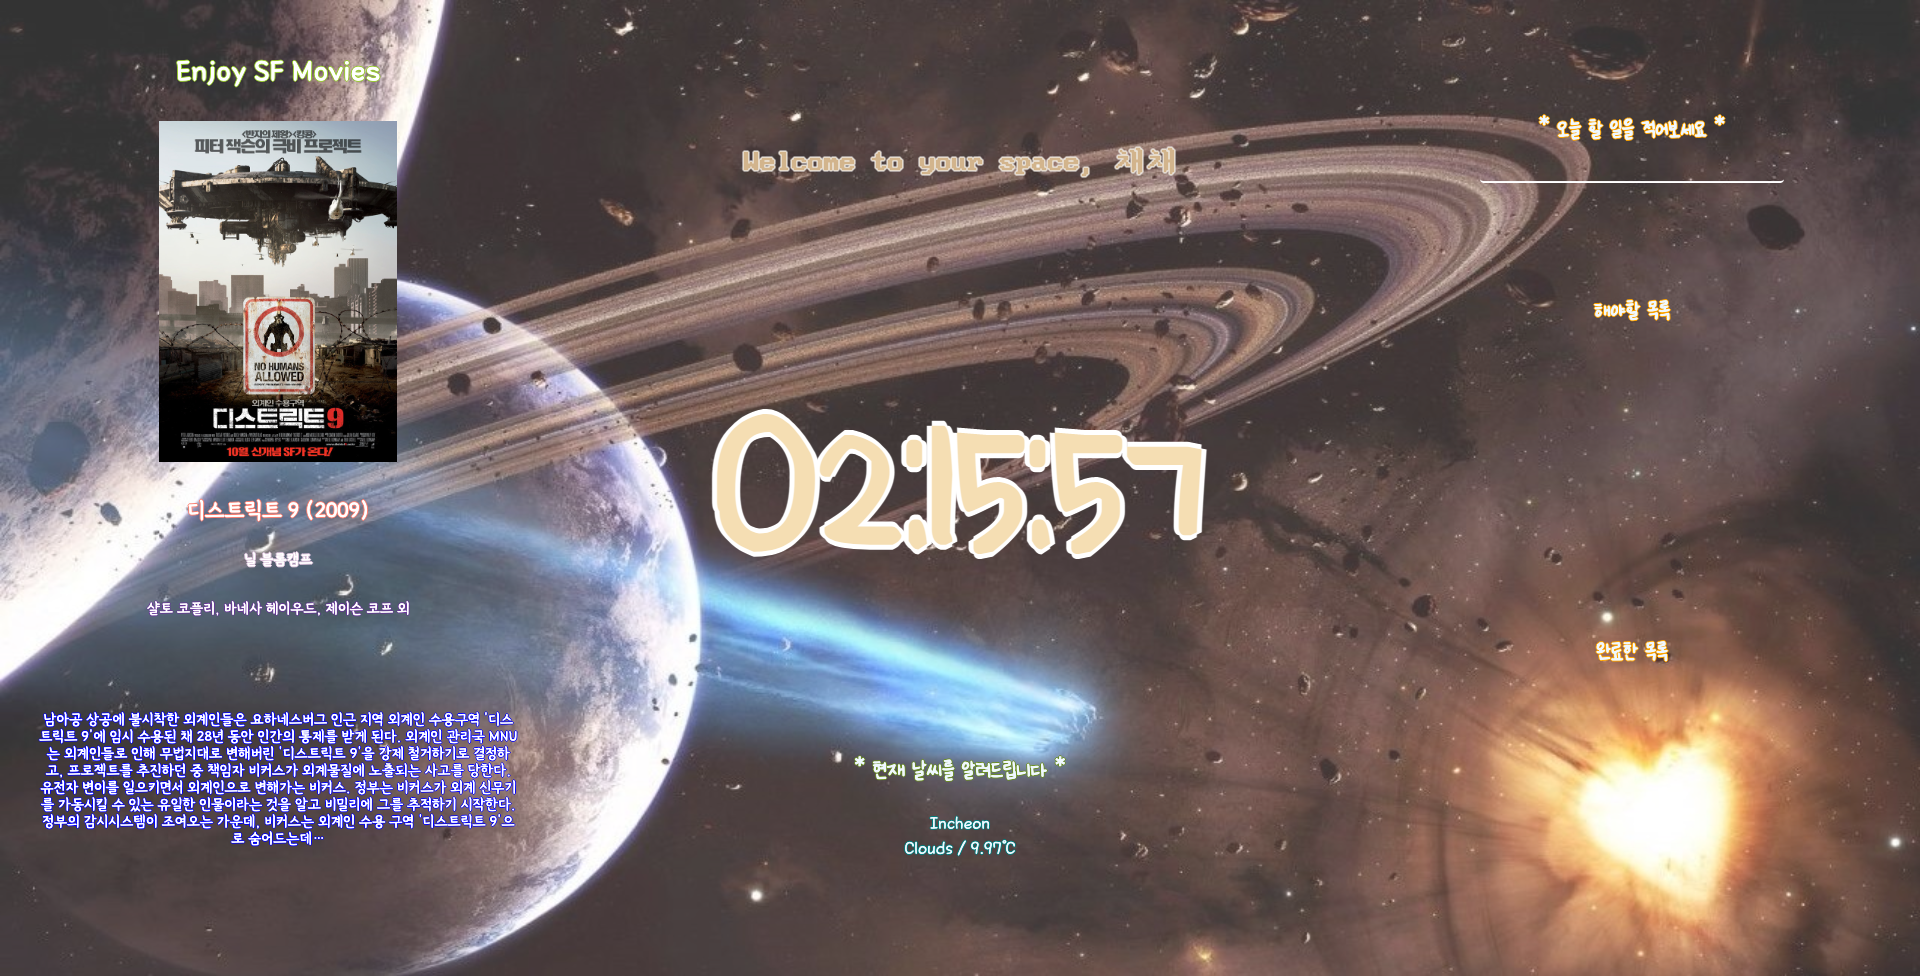 Enjoy SF Movies
<반지의 제왕><킹콩>
피터 잭슨의 극비 프로젝트
NO HUMANS
ALLOWED
외계인 수용구역
디스트릭트9
10월, 신개념 SF가 온다!
디스트릭트 9 (2009)
닐 블롬캠프
샬토 코플리, 바네사 헤이우드, 제이슨 코프 외
남아공 상공에 불시착한 외계인들은 요하네스버그 인근 지역 외계인 수용구역 '디스
트릭트 9'에 임시 수용된 채 28년 동안 인간의 통제를 받게 된다. 외계인 관리국 MNU
는 외계인들로 인해 무법지대로 변해버린 '디스트릭트 9'을 강제 철거하기로 결정하
고, 프로젝트를 추진하던 중 책임자 비커스가 외계물질에 노출되는 사고를 당한다.
유전자 변이를 일으키면서 외계인으로 변해가는 비커스. 정부는 비커스가 외계 신무기
를 가동시킬 수 있는 유일한 인물이라는 것을 알고 비밀리에 그를 추적하기 시작한다.
정부의 감시시스템이 조여오는 가운데, 비커스는 외계인 수용 구역 '디스트릭트 9'으
로 숨어드는데…
Welcome to your space, 채채
02:15:57
* 현재 날씨를 알려드립니다 *
Incheon
Clouds / 9.97°C
* 오늘 할 일을 적어보세요 *
해야할 목록
완료한 목록